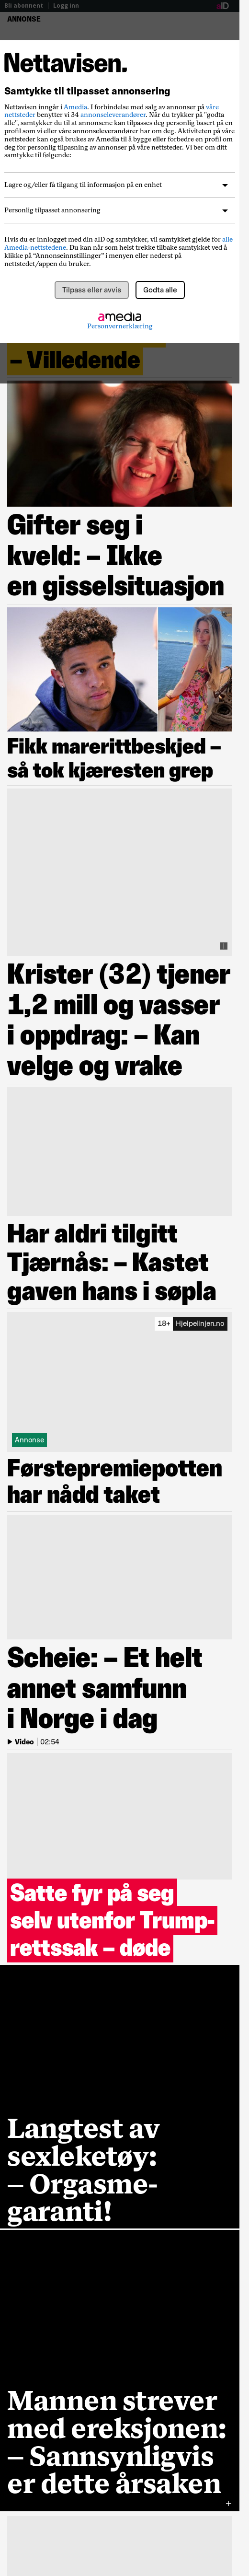 Bli abonnent | Logg inn
aID
ANNONSE
Nettavisen.
Samtykke til tilpasset annonsering
Nettavisen inngår i Amedia. I forbindelse med salg av annonser på våre
nettsteder benytter vi 34 annonseleverandører. Når du trykker på "godta
alle", samtykker du til at annonsene kan tilpasses deg personlig basert på en
profil som vi eller våre annonseleverandører har om deg. Aktiviteten på våre
nettsteder vil bli brukt av Amedia til å bygge eller forbedre en profil om
deg for personlig tilpasning av annonser på våre nettsteder. Vi ber om ditt
samtykke til følgende:
Lagre og/eller få tilgang til informasjon på en enhet
Personlig tilpasset annonsering
Hvis du er innlogget med din aID og samtykker, vil samtykket gjelde for alle
Amedia-nettstedene. Du kan når som helst trekke tilbake samtykket ved å
klikke på “Annonseinnstillinger” i menyen eller nederst på
nettstedet/appen du bruker.
Tilpass eller avvis
Godta alle
amedia
Personvernerklæring
– Villedende
Gifter seg i
kveld: – Ikke
en gisselsituasjon
Fikk marerittbeskjed –
så tok kjæresten grep
Krister (32) tjener
1,2 mill og vasser
i oppdrag: – Kan
velge og vrake
Har aldri tilgitt
Tjærnås: – Kastet
gaven hans i søpla
18+ Hjelpelinjen.no
Annonse
Førstepremiepotten
har nådd taket
Scheie: – Et helt
annet samfunn
i Norge i dag
Video | 02:54
Satte fyr på seg
selv utenfor Trump-
rettssak – døde
Langtest av
sexleketøy:
– Orgasme-
garanti!
Mannen strever
med ereksjonen:
– Sannsynligvis
er dette årsaken